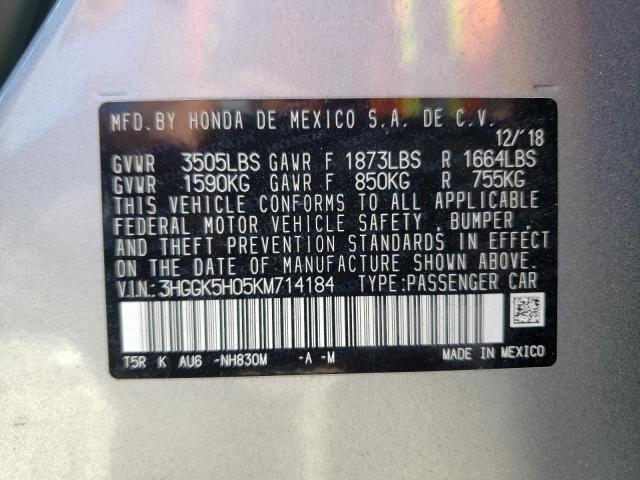 MFD.BY HONDA DE MEXICO S.A. DE C.V.
12/'18
GVWR 3505LBS GAWR F 1873LBS R 1664LBS
GVWR 1590KG GAWR F 850KG R 755KG
THIS VEHICLE CONFORMS TO ALL APPLICABLE
FEDERAL MOTOR VEHICLE SAFETY , BUMPER ,
AND THEFT PREVENTION STANDARDS IN EFFECT
ON THE DATE OF MANUFACTURE SHOWN ABOVE.
V.I.N.: 3HGGK5H05KM714184 TYPE:PASSENGER CAR
T5R K AU6 -NH830M -A -M MADE IN MEXICO